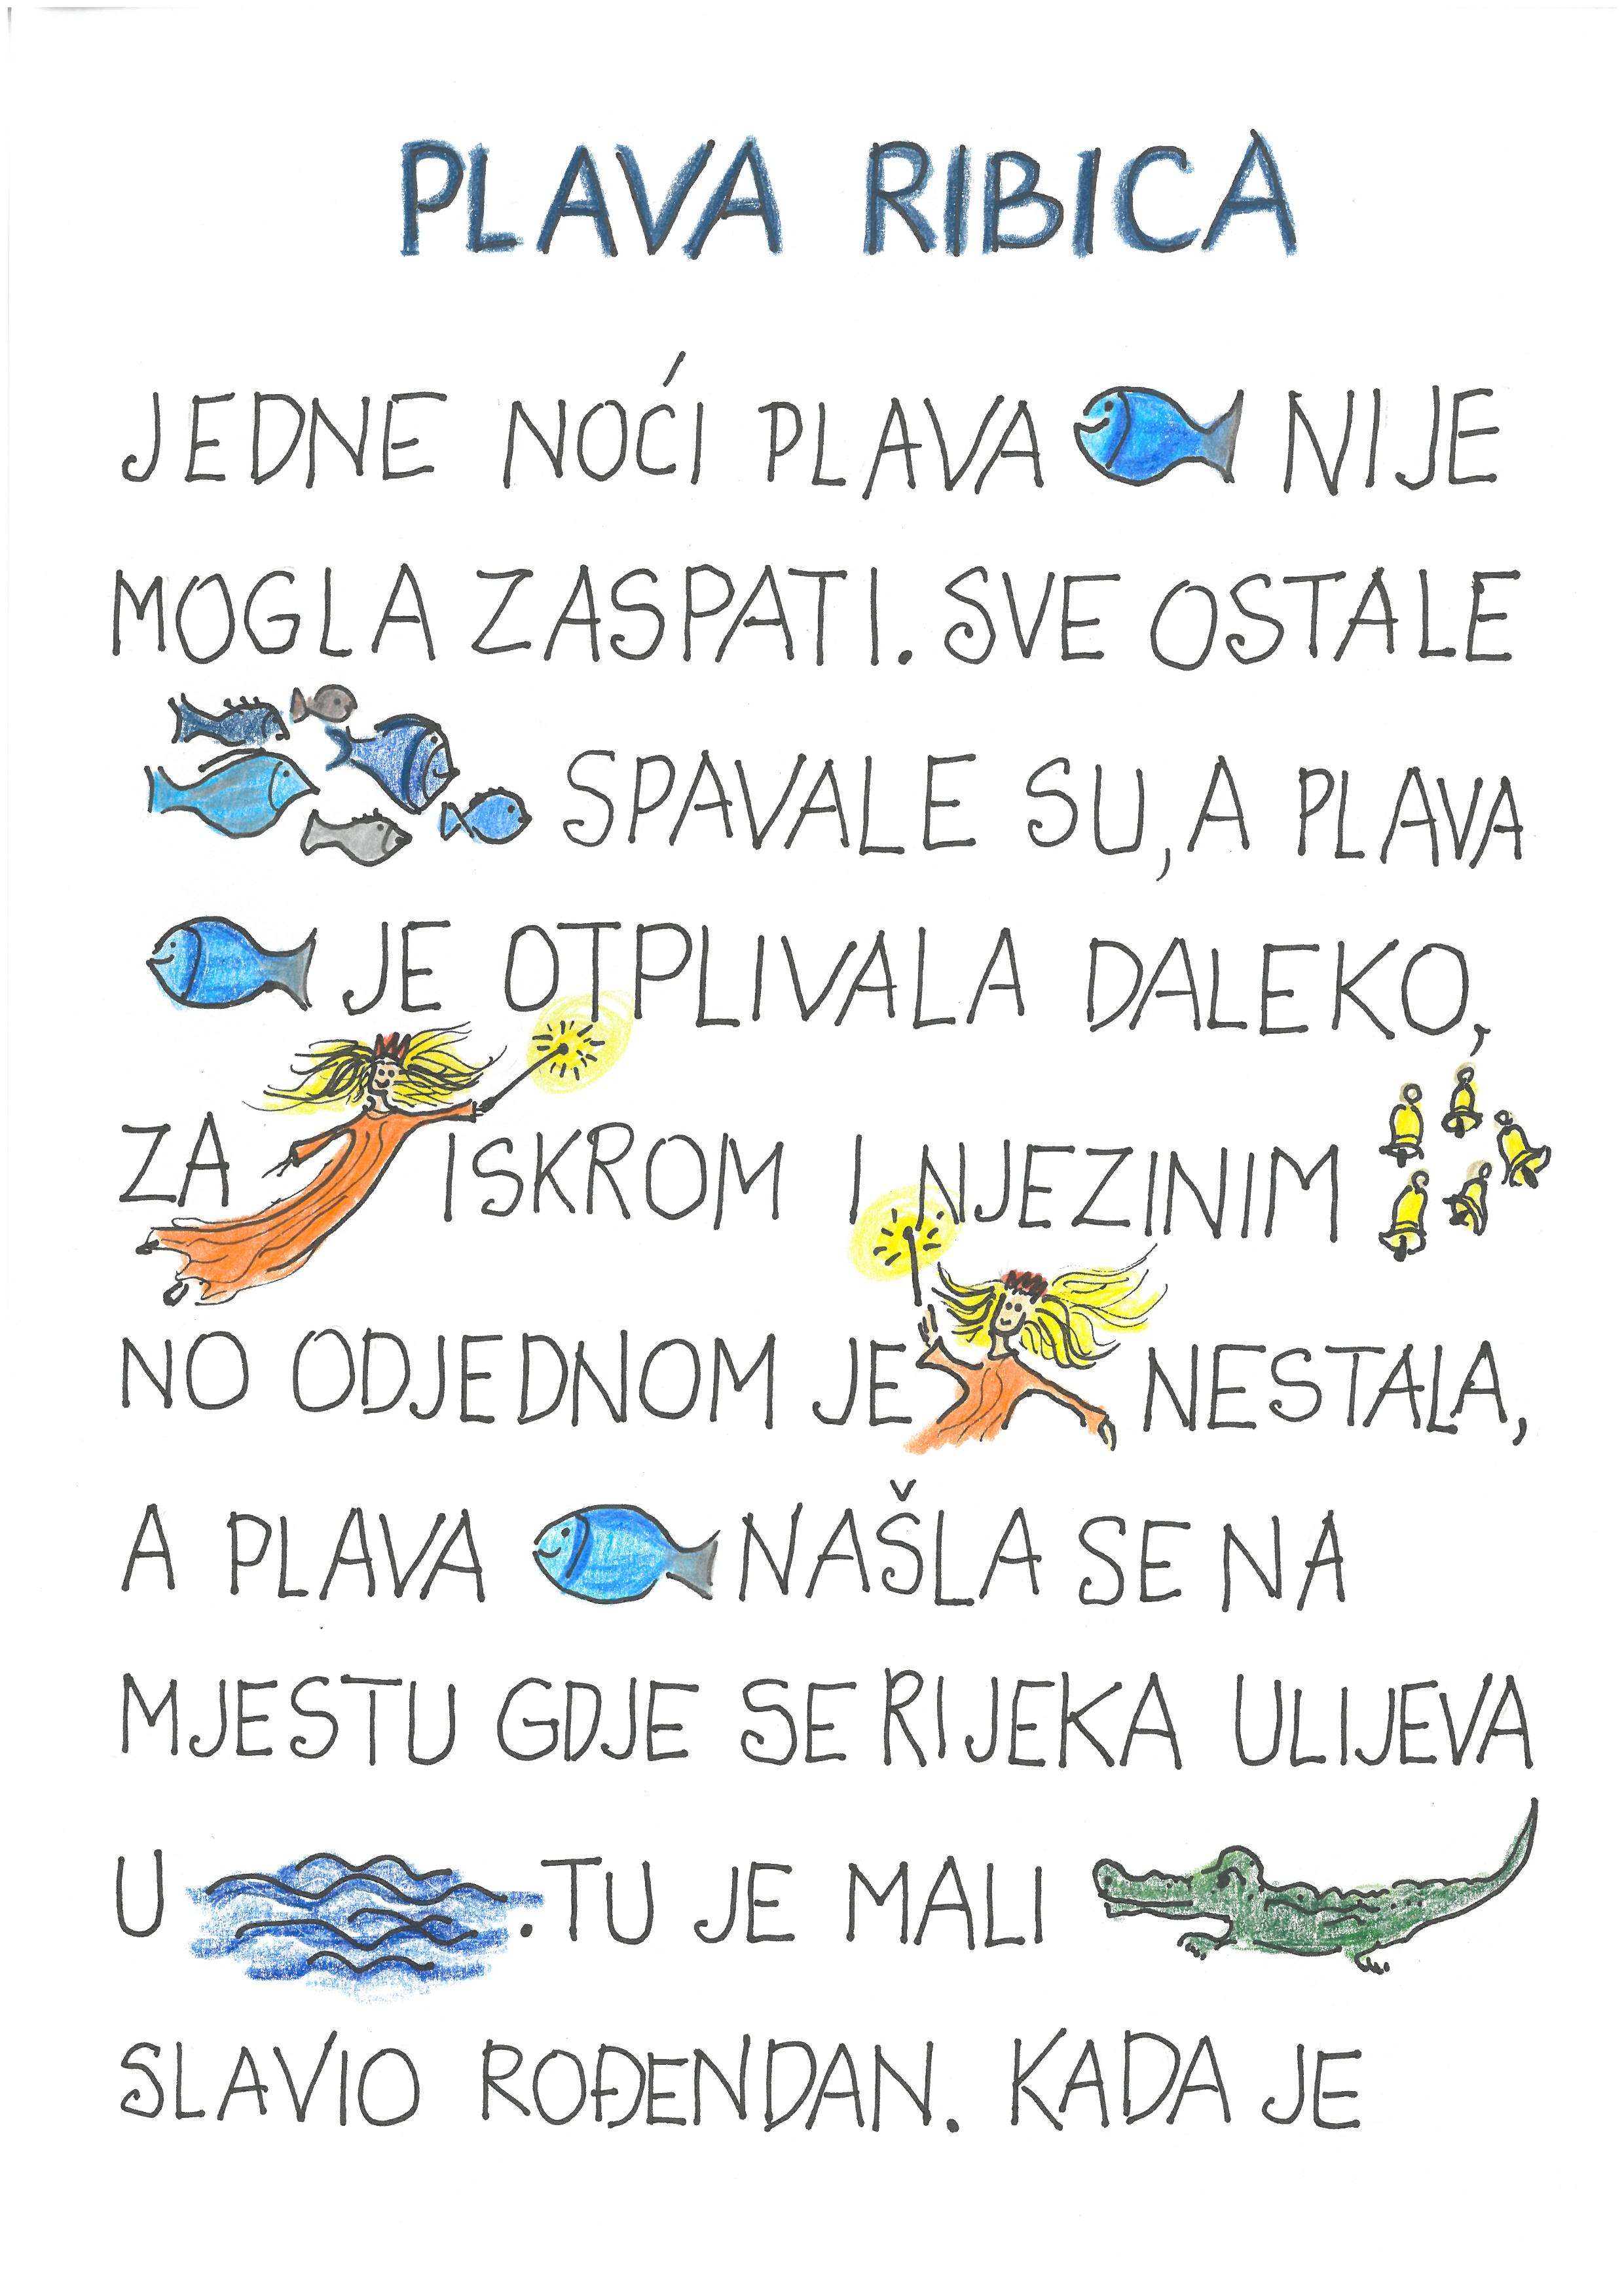 PLAVA RIBICA
JEDNE NOĆI PLAVA NIJE
MOGLA ZASPATI. SVE OSTALE
SPAVALE SU, A PLAVA
JE OTPLIVALA DALEKO,
ZA ISKROM I NJEZINIM
NO ODJEDNOM JE NESTALA,
A PLAVA NAŠLA SE NA
MJESTU GDJE SE RIJEKA ULIJEVA
U . TU JE MALI
SLAVIO ROĐENDAN. KADA JE